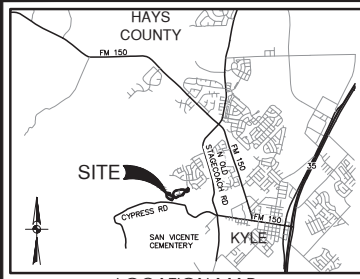 HAYS
COUNTY
FM 150
FM 150
N OLD
STAGECOACH RD
35
SITE
CYPRESS RD
FM 150
SAN VICENTE
CEMENTERY
KYLE
LOCATION MAP